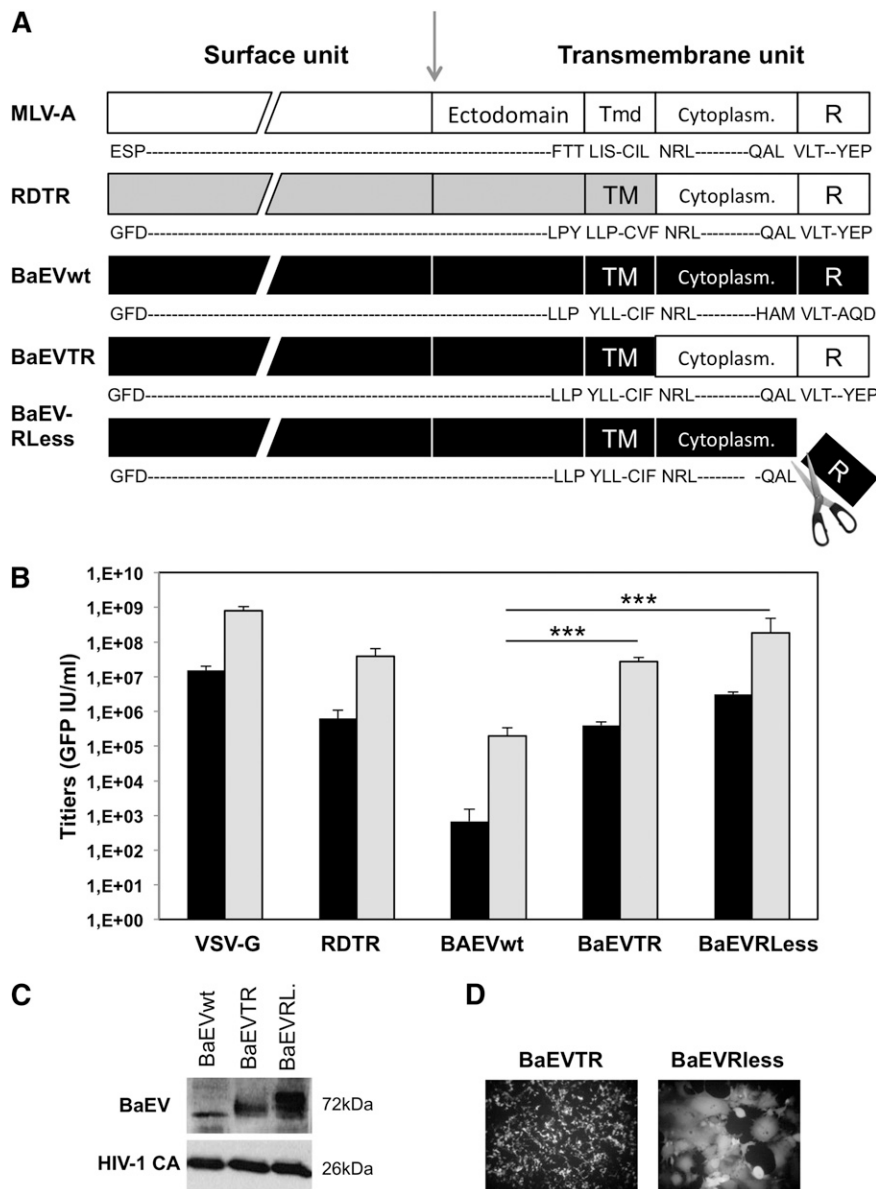 A
Surface unit Transmembrane unit
MLV-A Ectodomain Tmd Cytoplasm. R
ESP---------------------------------------------------------------FTT LIS-CIL NRL---------QAL VLT--YEP
RDTR TM Cytoplasm. R
GFD---------------------------------------------------------------LPY LLP-CVF NRL----------QAL VLT-YEP
BaEVwt TM Cytoplasm. R
GFD---------------------------------------------------------------LLP YLL-CIF NRL----------HAM VLT-AQD
BaEVTR Cytoplasm. R
TM
GFD---------------------------------------------------------------LLP YLL-CIF NRL---------QAL VLT--YEP
BaEV-
RLess TM Cytoplasm. R
GFD---------------------------------------------------------------LLP YLL-CIF NRL------- -QAL
B
Titiers (GFP IU/ml)
1,E+10
1,E+09
1,E+08
1,E+07
1,E+06
1,E+05
1,E+04
1,E+03
1,E+02
1,E+01
1,E+00
***
***
VSV-G RDTR BAEVwt BaEVTR BaEVRLess
C
BaEVwt
BaEVTR
BaEVRL.
BaEV 72kDa
HIV-1 CA 26kDa
D
BaEVTR BaEVRless